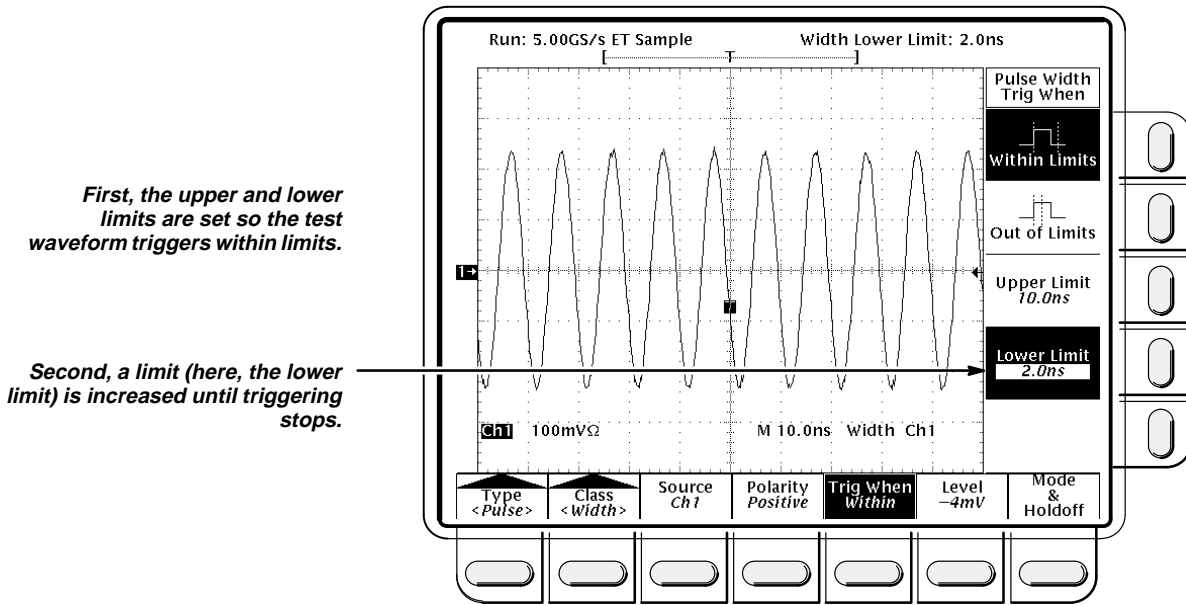 Run: 5.00GS/s ET Sample
Width Lower Limit: 2.0ns
[ T ]
Pulse Width
Trig When
Within Limits
Out of Limits
Upper Limit
10.0ns
Lower Limit
2.0ns
First, the upper and lower
limits are set so the test
waveform triggers within limits.
Second, a limit (here, the lower
limit) is increased until triggering
stops.
1→
T
Ch1 100mVΩ M 10.0ns Width Ch1
Type
<Pulse>
Class
<Width>
Source
Ch1
Polarity
Positive
Trig When
Within
Level
−4mV
Mode
&
Holdoff